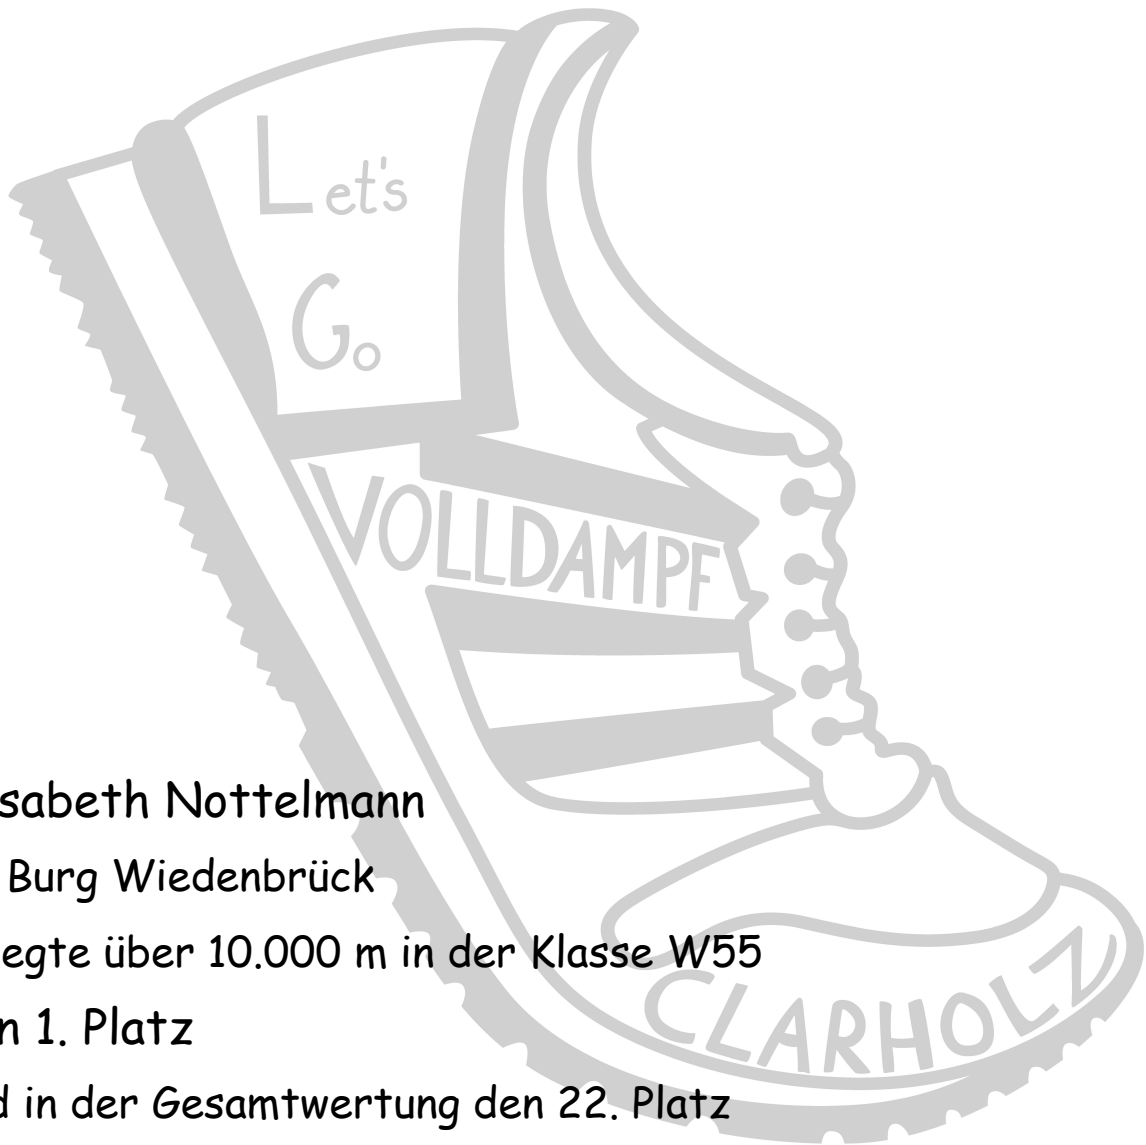 Let's
Go
VOLLDAMPF
sabeth Nottelmann
Burg Wiedenbrück
egte über 10.000 m in der Klasse W55
n 1. Platz
CLARHOLZ
d in der Gesamtwertung den 22. Platz